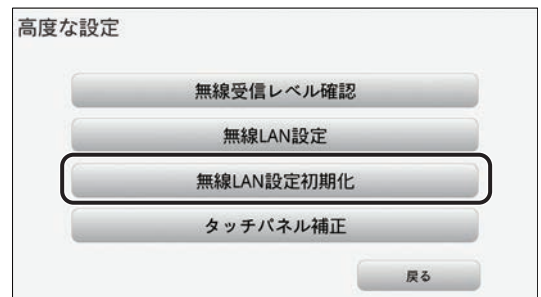 高度な設定
無線受信レベル確認
無線LAN設定
無線LAN設定初期化
タッチパネル補正
戻る